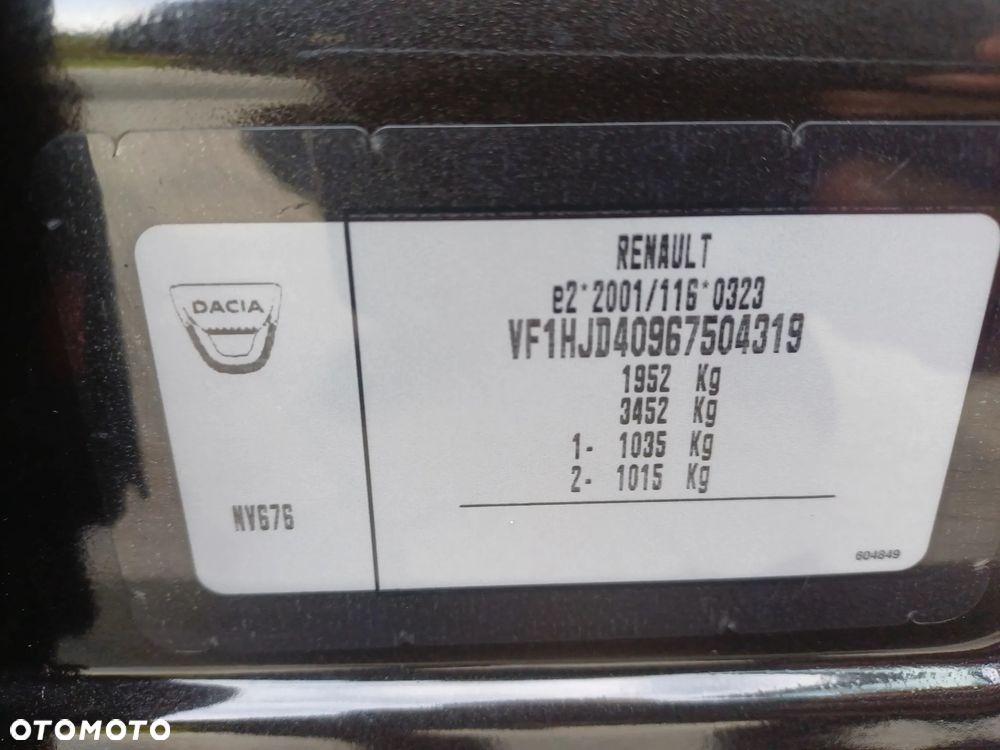 DACIA
NV676
RENAULT
e2*2001/116*0323
VF1HJD40967504319
1952 Kg
3452 Kg
1- 1035 Kg
2- 1015 Kg
604849
OTOMOTO